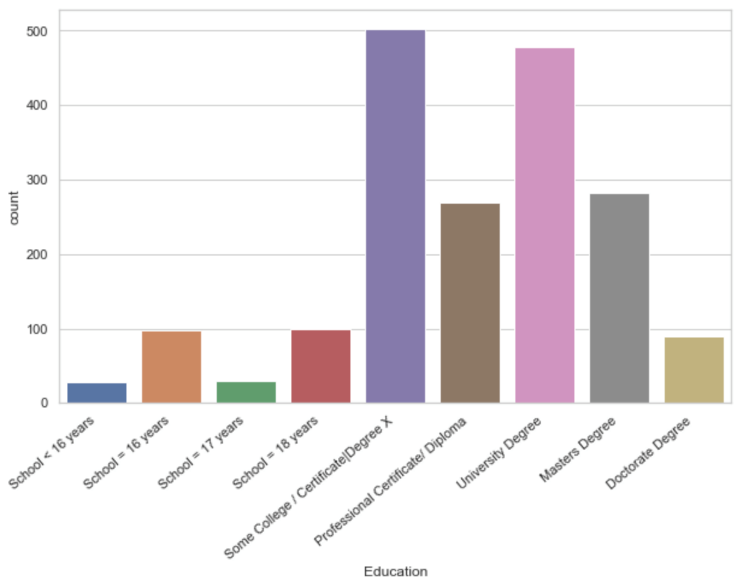 500
400
300
200
100
0
count
School < 16 years
School = 16 years
School = 17 years
School = 18 years
Some College / Certificate|Degree X
Professional Certificate/ Diploma
University Degree
Masters Degree
Doctorate Degree
Education